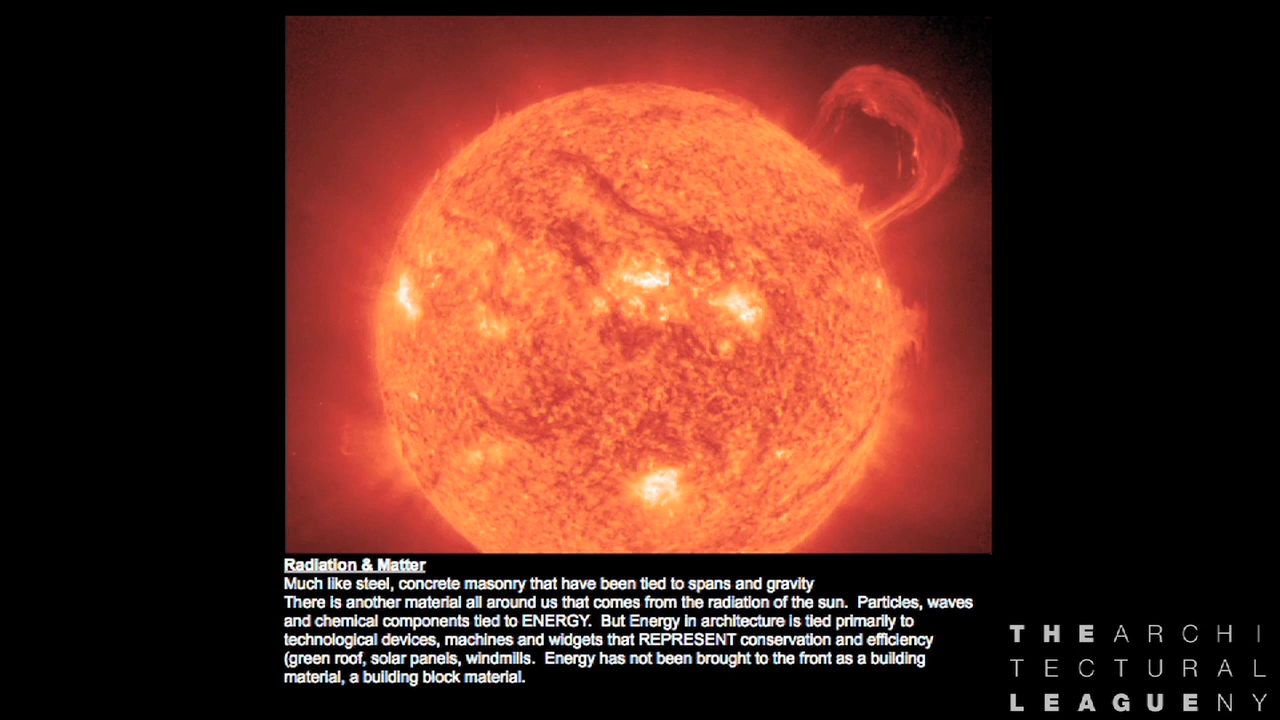 Radiation & Matter
Much like steel, concrete masonry that have been tied to spans and gravity
There is another material all around us that comes from the radiation of the sun.  Particles, waves
and chemical components tied to ENERGY.  But Energy in architecture is tied primarily to
technological devices, machines and widgets that REPRESENT conservation and efficiency
(green roof, solar panels, windmills.  Energy has not been brought to the front as a building
material, a building block material.
THE ARCHI
TECTURAL
LEAGUE NY